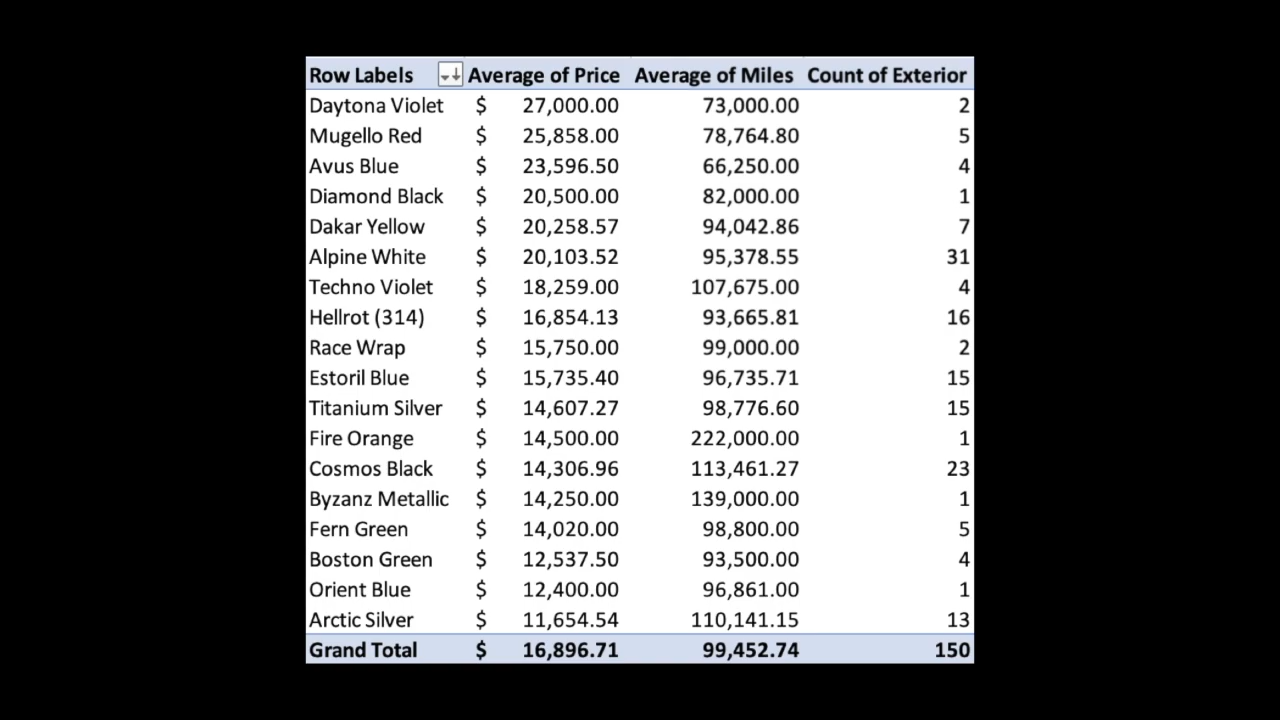 Row Labels Average of Price Average of Miles Count of Exterior
Daytona Violet $ 27,000.00 73,000.00 2
Mugello Red $ 25,858.00 78,764.80 5
Avus Blue $ 23,596.50 66,250.00 4
Diamond Black $ 20,500.00 82,000.00 1
Dakar Yellow $ 20,258.57 94,042.86 7
Alpine White $ 20,103.52 95,378.55 31
Techno Violet $ 18,259.00 107,675.00 4
Hellrot (314) $ 16,854.13 93,665.81 16
Race Wrap $ 15,750.00 99,000.00 2
Estoril Blue $ 15,735.40 96,735.71 15
Titanium Silver $ 14,607.27 98,776.60 15
Fire Orange $ 14,500.00 222,000.00 1
Cosmos Black $ 14,306.96 113,461.27 23
Byzanz Metallic $ 14,250.00 139,000.00 1
Fern Green $ 14,020.00 98,800.00 5
Boston Green $ 12,537.50 93,500.00 4
Orient Blue $ 12,400.00 96,861.00 1
Arctic Silver $ 11,654.54 110,141.15 13
Grand Total $ 16,896.71 99,452.74 150